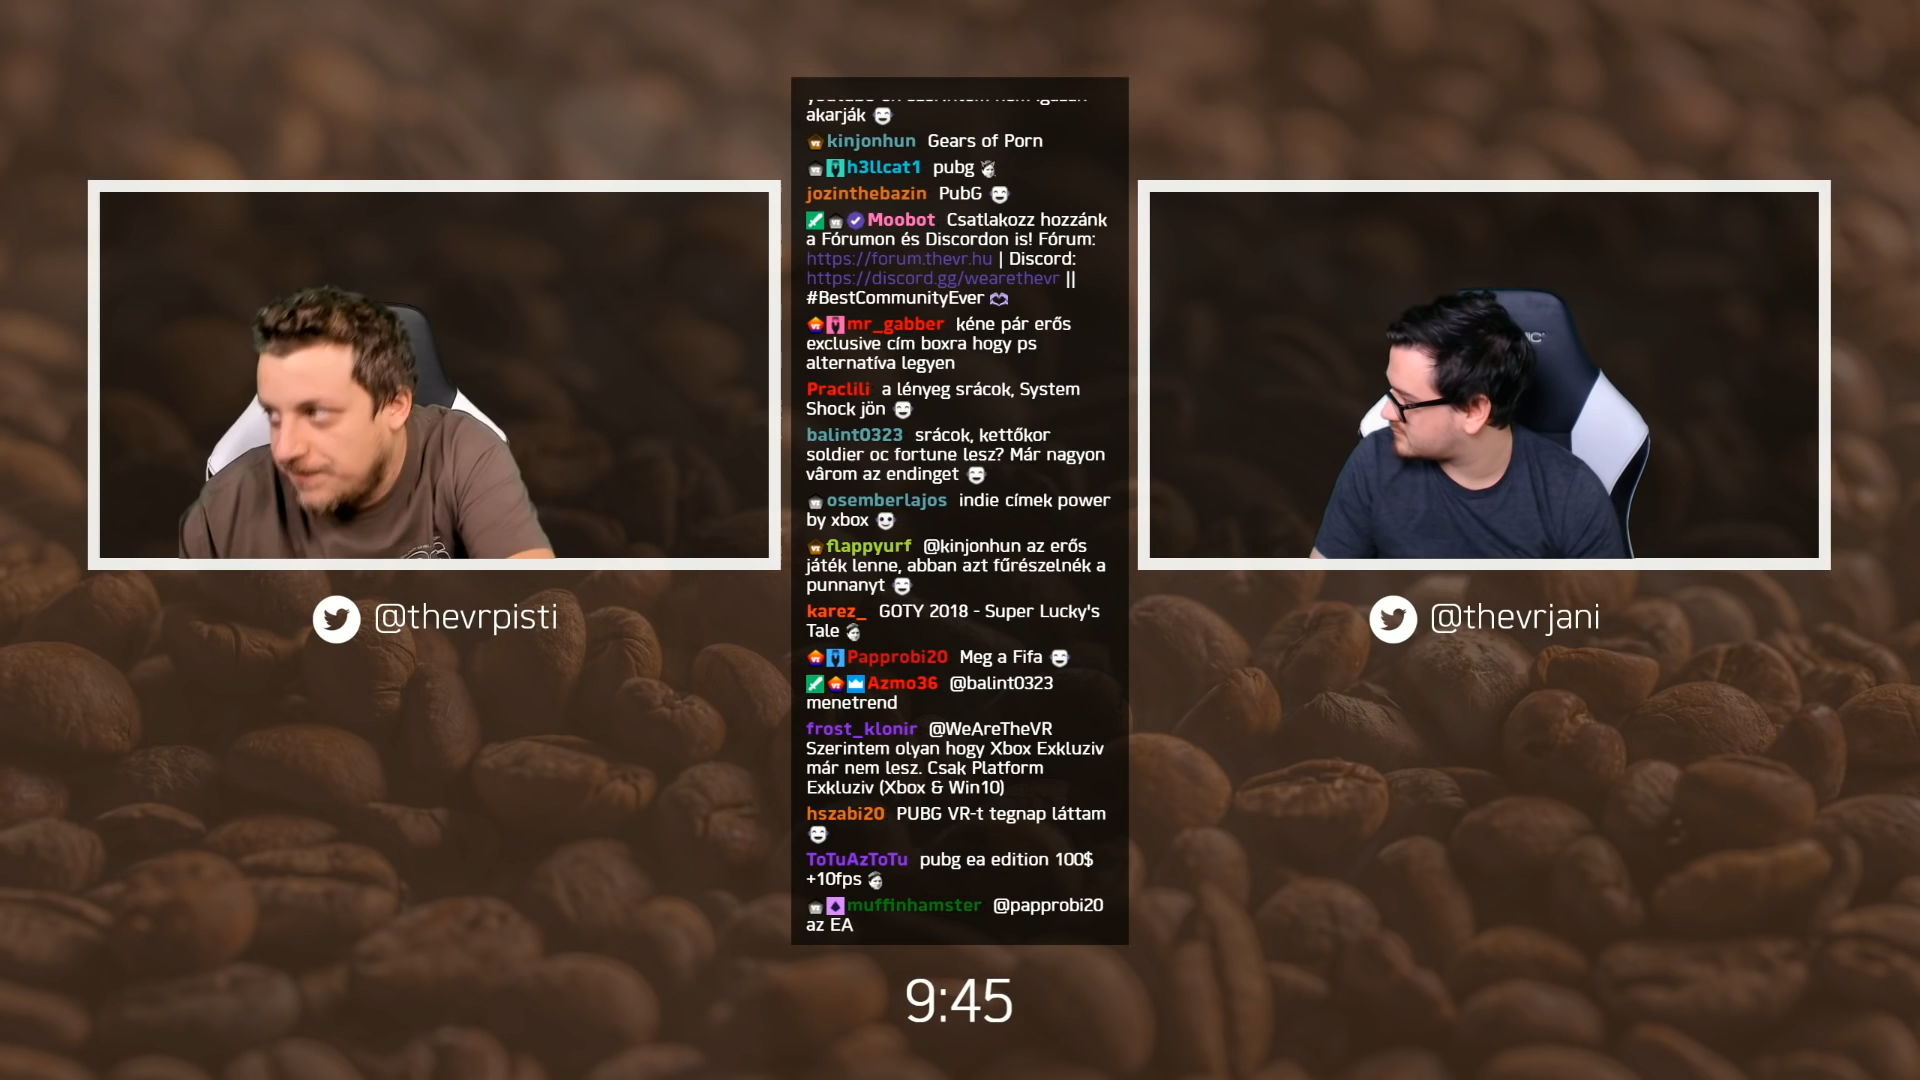 akarják
kinjonhun Gears of Porn
h3llcat1 pubg
jozinthebazin PubG
Moobot Csatlakozz hozzánk
a Fórumon és Discordon is! Fórum:
https://forum.thevr.hu | Discord:
https://discord.gg/wearethevr ||
#BestCommunityEver
mr_gabber kéne pár erős
exclusive cím boxra hogy ps
alternatíva legyen
Praclili a lényeg srácok, System
Shock jön
balint0323 srácok, kettőkor
soldier oc fortune lesz? Már nagyon
vârom az endinget
osemberlajos indie címek power
by xbox
flappyurf @kinjonhun az erős
játék lenne, abban azt fűrészelnék a
punnanyt
karez_ GOTY 2018 - Super Lucky's
Tale
Papprobi20 Meg a Fifa
Azmo36 @balint0323
menetrend
frost_klonir @WeAreTheVR
Szerintem olyan hogy Xbox Exkluziv
már nem lesz. Csak Platform
Exkluziv (Xbox & Win10)
hszabi20 PUBG VR-t tegnap láttam
ToTuAzToTu pubg ea edition 100$
+10fps
muffinhamster @papprobi20
az EA
@thevrpisti
@thevrjani
9:45